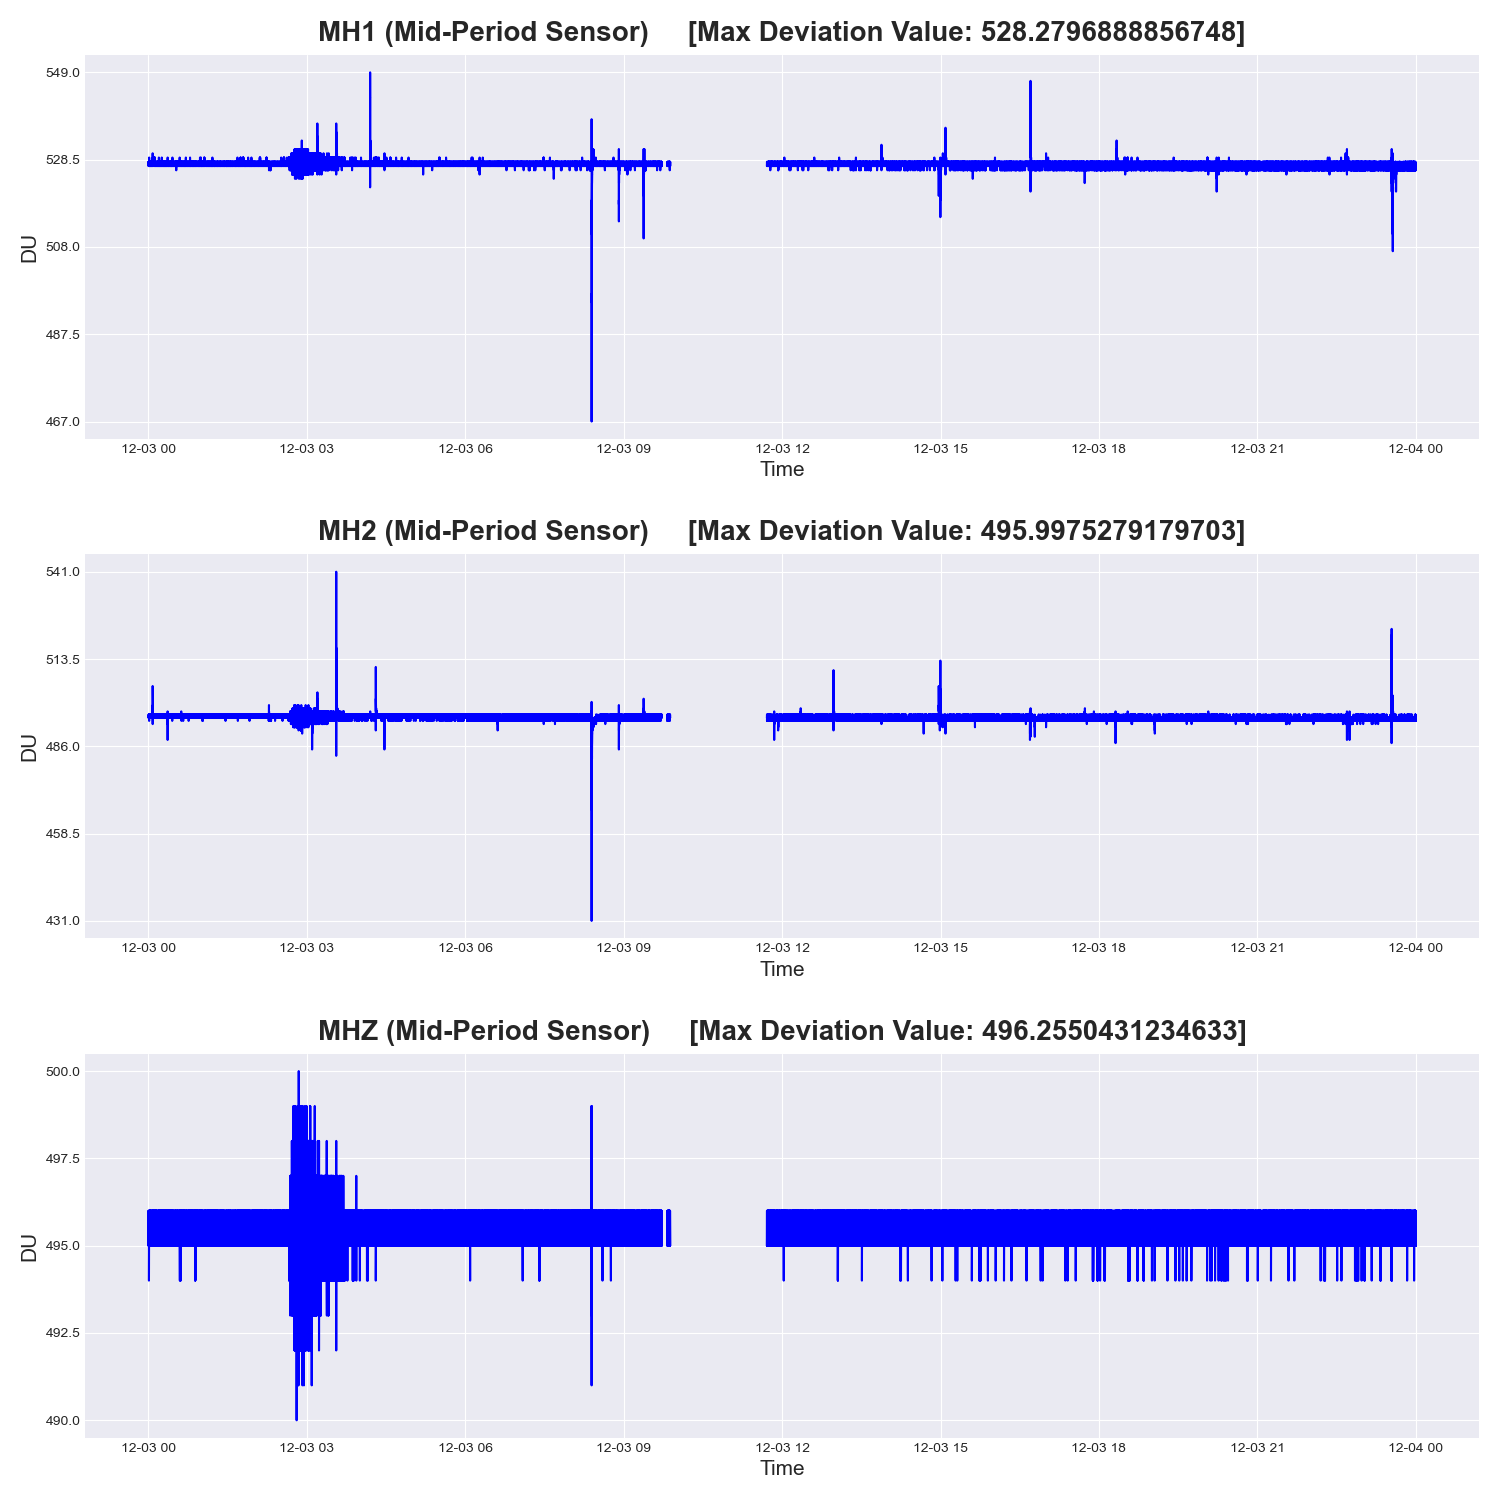 MH1 (Mid-Period Sensor) [Max Deviation Value: 528.2796888856748]
549.0
528.5
508.0
487.5
467.0
DU
12-03 00 12-03 03 12-03 06 12-03 09 12-03 12 12-03 15 12-03 18 12-03 21 12-04 00
Time
MH2 (Mid-Period Sensor) [Max Deviation Value: 495.9975279179703]
541.0
513.5
486.0
458.5
431.0
DU
12-03 00 12-03 03 12-03 06 12-03 09 12-03 12 12-03 15 12-03 18 12-03 21 12-04 00
Time
MHZ (Mid-Period Sensor) [Max Deviation Value: 496.2550431234633]
500.0
497.5
495.0
492.5
490.0
DU
12-03 00 12-03 03 12-03 06 12-03 09 12-03 12 12-03 15 12-03 18 12-03 21 12-04 00
Time